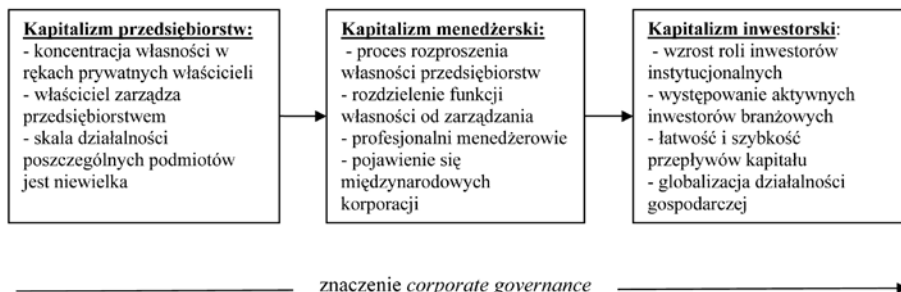 Kapitalizm przedsiębiorstw:
- koncentracja własności w
rękach prywatnych właścicieli
- właściciel zarządza
przedsiębiorstwem
- skala działalności
poszczególnych podmiotów
jest niewielka
Kapitalizm menedżerski:
- proces rozproszenia
własności przedsiębiorstw
- rozdzielenie funkcji
własności od zarządzania
- profesjonalni menedżerowie
- pojawienie się
międzynarodowych
korporacji
Kapitalizm inwestorski:
- wzrost roli inwestorów
instytucjonalnych
- występowanie aktywnych
inwestorów branżowych
- łatwość i szybkość
przepływów kapitału
- globalizacja działalności
gospodarczej
znaczenie corporate governance